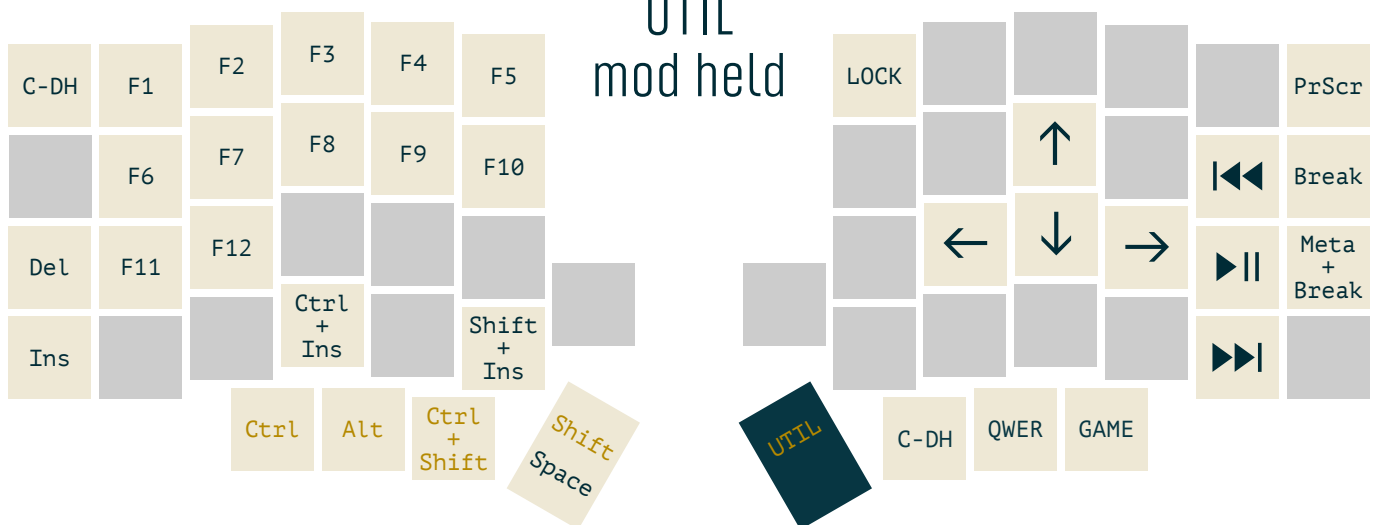 UTIL
mod held
C-DH
F1
F2
F3
F4
F5
F6
F7
F8
F9
F10
Del
F11
F12
Ins
Ctrl
+
Ins
Shift
+
Ins
Ctrl
Alt
Ctrl
+
Shift
Shift
Space
LOCK
PrScr
↑
Break
←
↓
→
Meta
+
Break
UTIL
C-DH
QWER
GAME